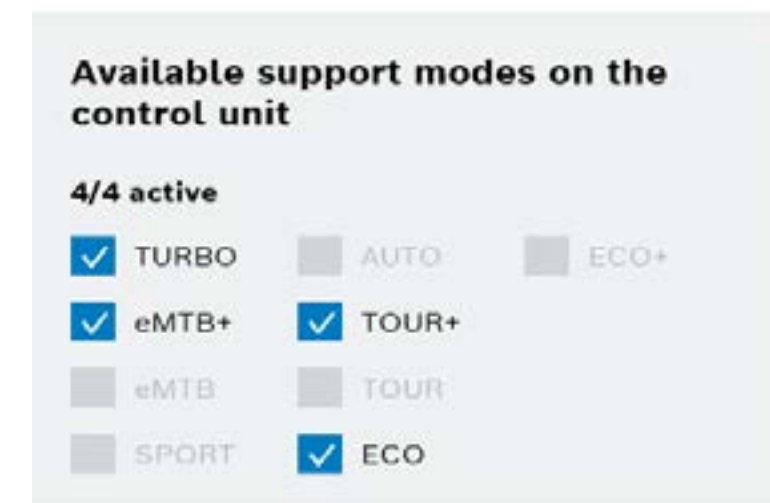 Available support modes on the
control unit
4/4 active
TURBO AUTO ECO+
eMTB+ TOUR+
eMTB TOUR
SPORT ECO